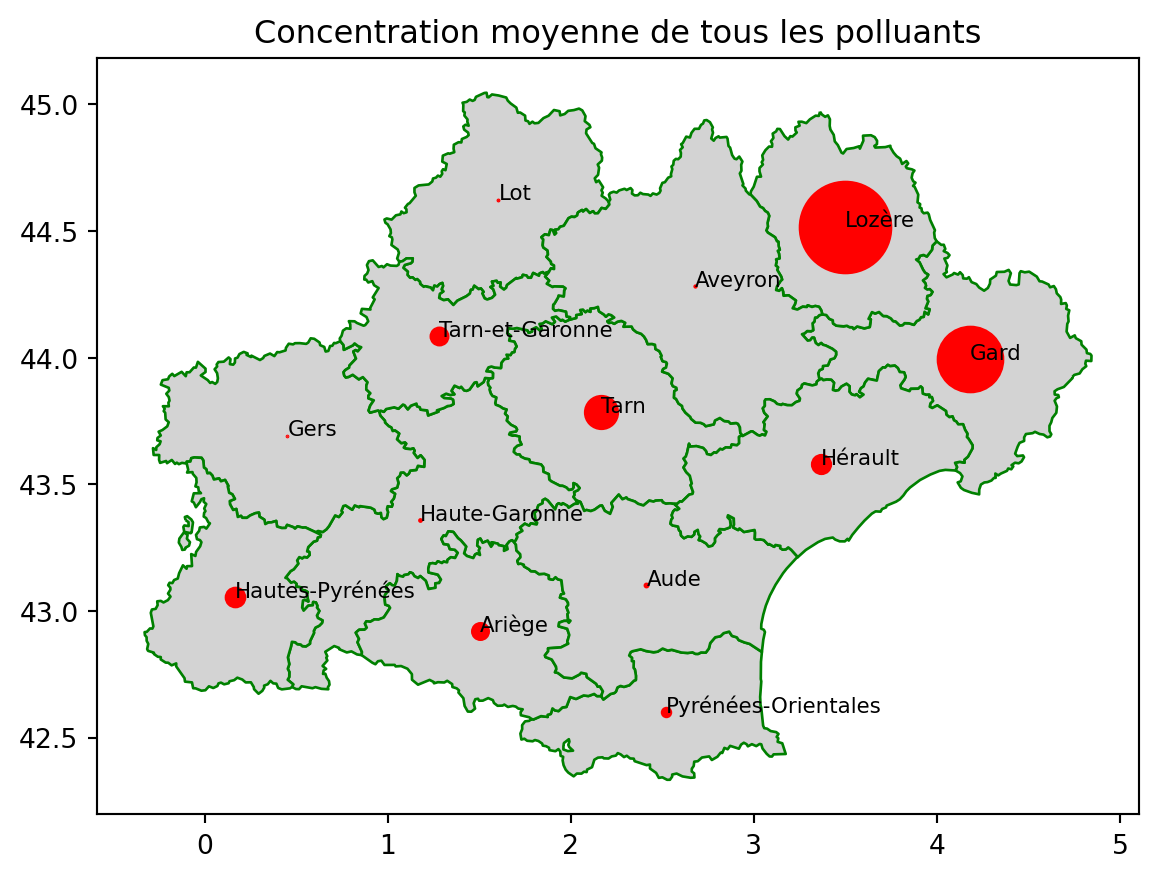 Concentration moyenne de tous les polluants
45.0
44.5
44.0
43.5
43.0
42.5
Lot
Lozère
Aveyron
Tarn-et-Garonne
Gard
Tarn
Gers
Hérault
Haute-Garonne
Aude
Hautes-Pyrénées
Ariège
Pyrénées-Orientales
0 1 2 3 4 5